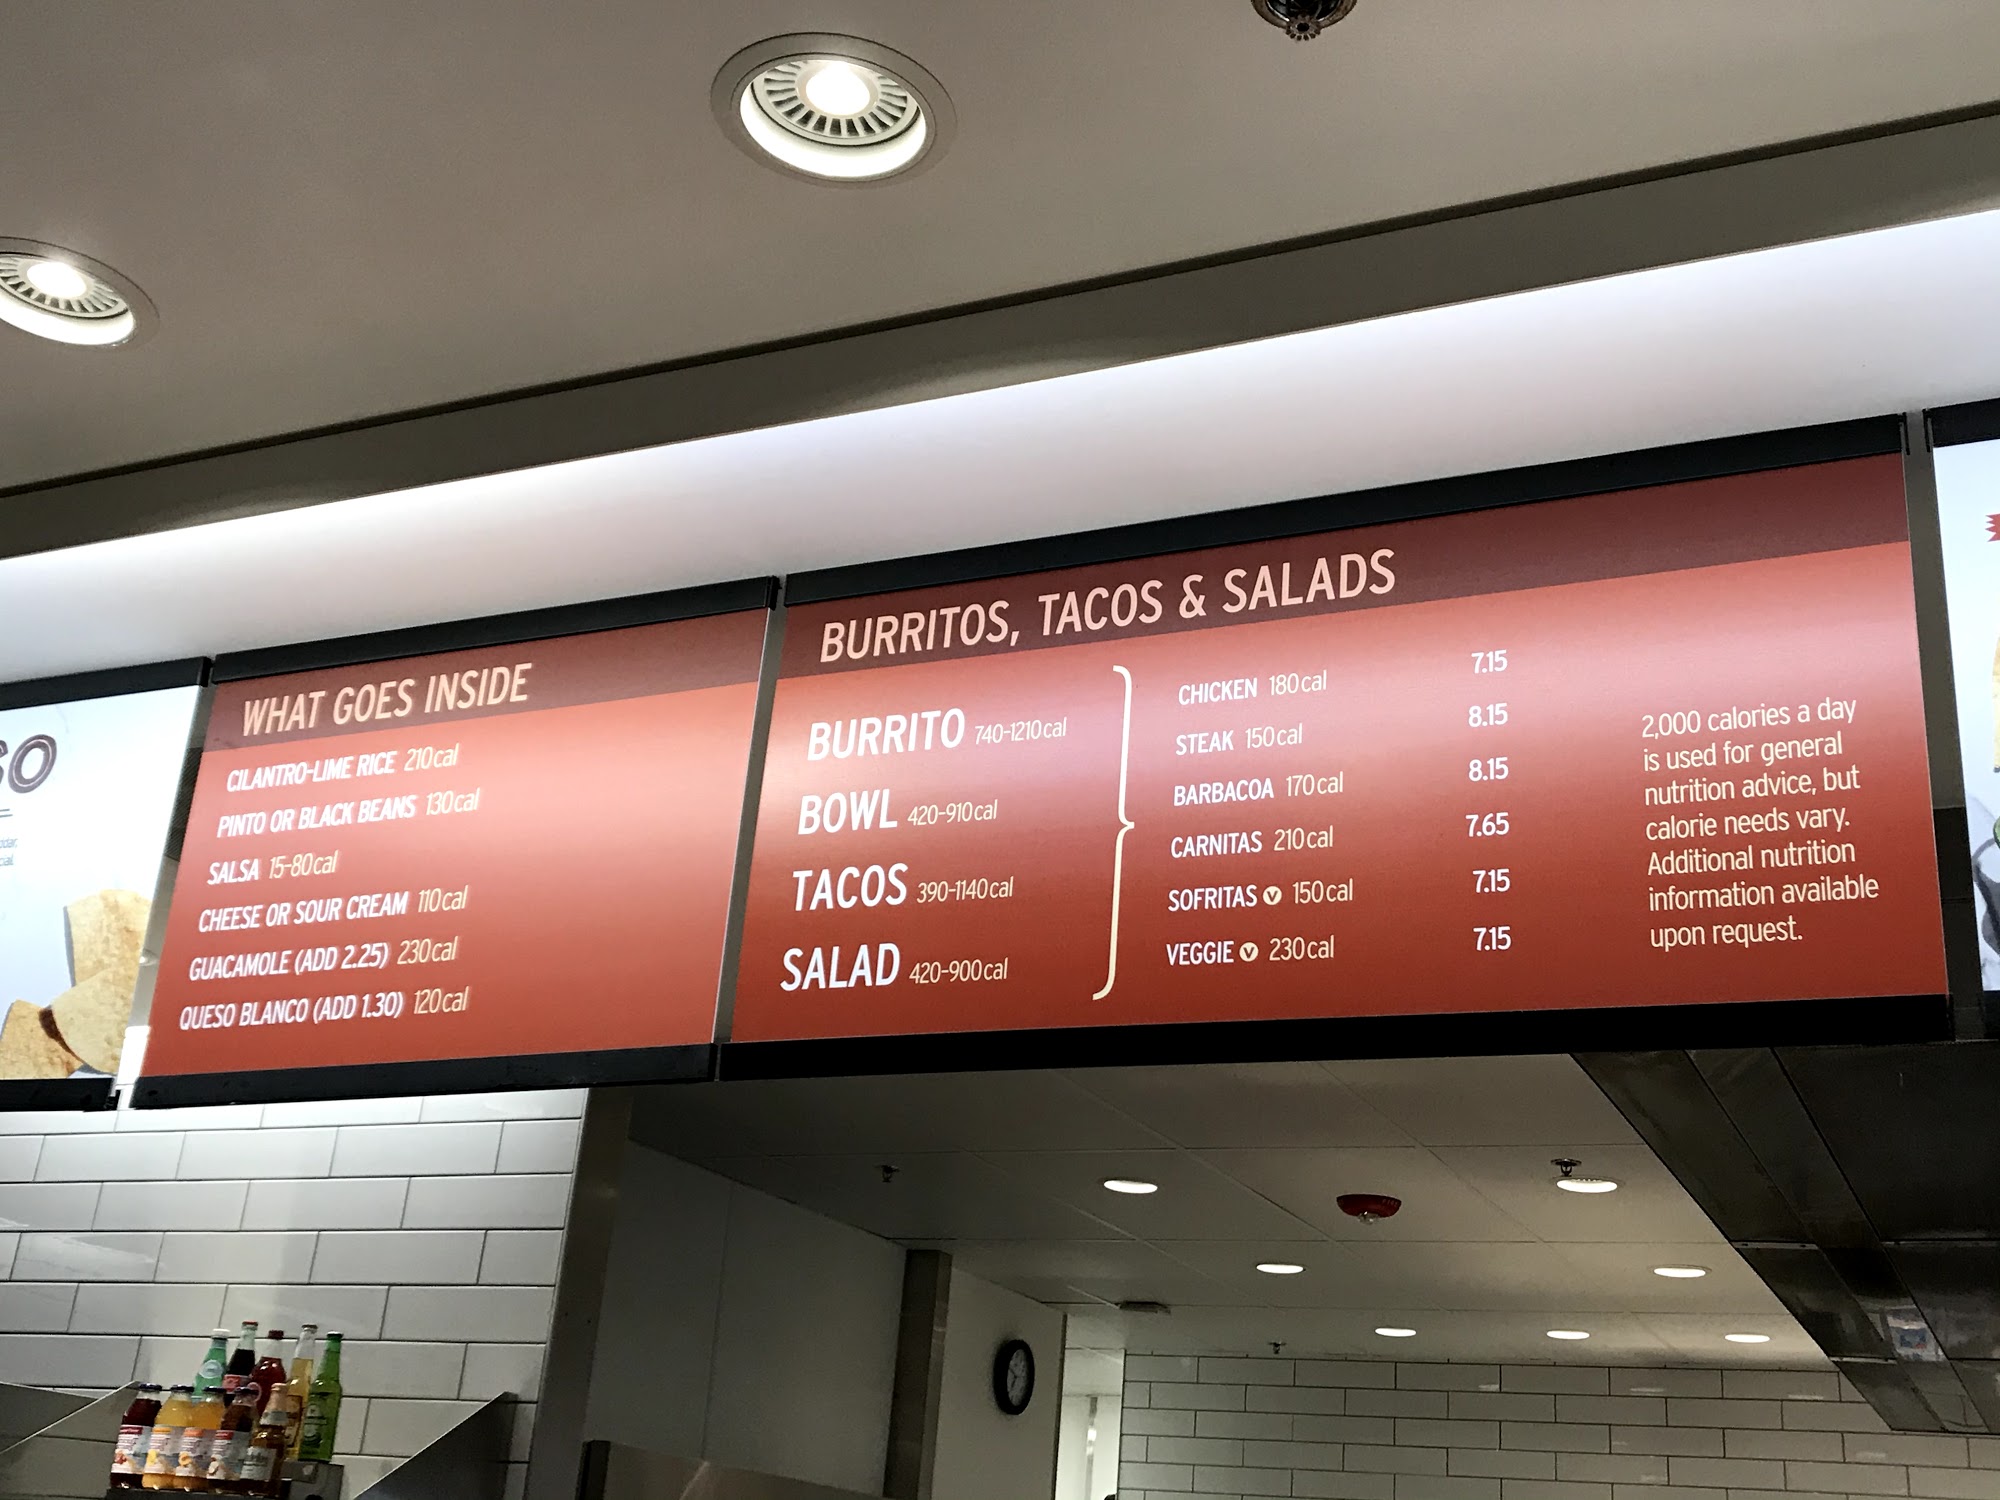 WHAT GOES INSIDE
CILANTRO-LIME RICE 210cal
PINTO OR BLACK BEANS 130cal
SALSA 15-80cal
CHEESE OR SOUR CREAM 110cal
GUACAMOLE (ADD 2.25) 230cal
QUESO BLANCO (ADD 1.30) 120cal
BURRITOS, TACOS & SALADS
BURRITO 740-1210cal
BOWL 420-910cal
TACOS 390-1140cal
SALAD 420-900cal
CHICKEN 180cal 7.15
STEAK 150cal 8.15
BARBACOA 170cal 8.15
CARNITAS 210cal 7.65
SOFRITAS V 150cal 7.15
VEGGIE V 230cal 7.15
2,000 calories a day
is used for general
nutrition advice, but
calorie needs vary.
Additional nutrition
information available
upon request.